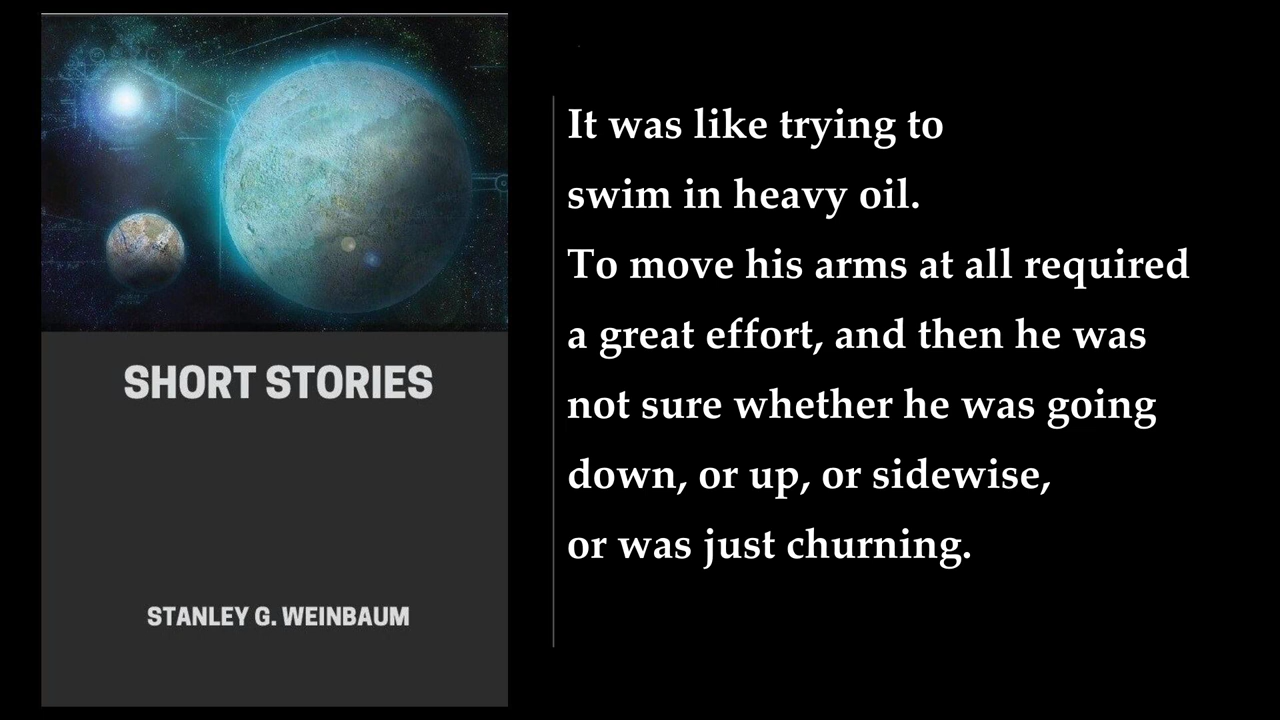 SHORT STORIES
STANLEY G. WEINBAUM
It was like trying to
swim in heavy oil.
To move his arms at all required
a great effort, and then he was
not sure whether he was going
down, or up, or sidewise,
or was just churning.